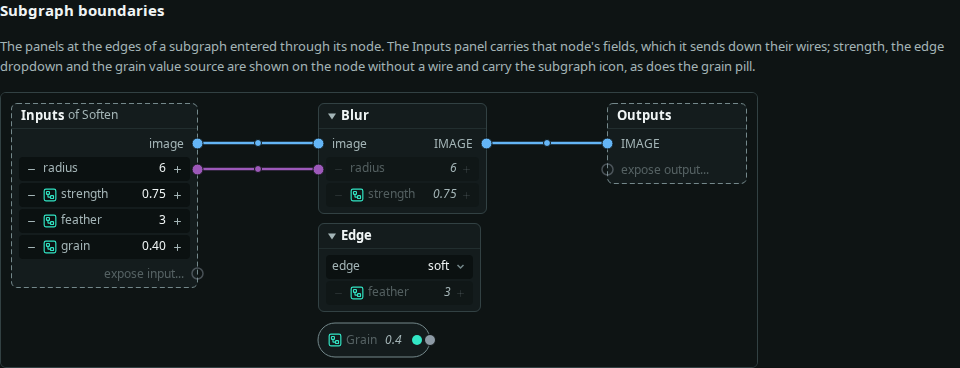 Subgraph boundaries
The panels at the edges of a subgraph entered through its node. The Inputs panel carries that node's fields, which it sends down their wires; strength, the edge
dropdown and the grain value source are shown on the node without a wire and carry the subgraph icon, as does the grain pill.
Inputs of Soften
image
− radius 6 +
− strength 0.75 +
− feather 3 +
− grain 0.40 +
expose input...
Blur
image IMAGE
− radius 6 +
− strength 0.75 +
Edge
edge soft
− feather 3 +
Grain 0.4
Outputs
IMAGE
expose output...